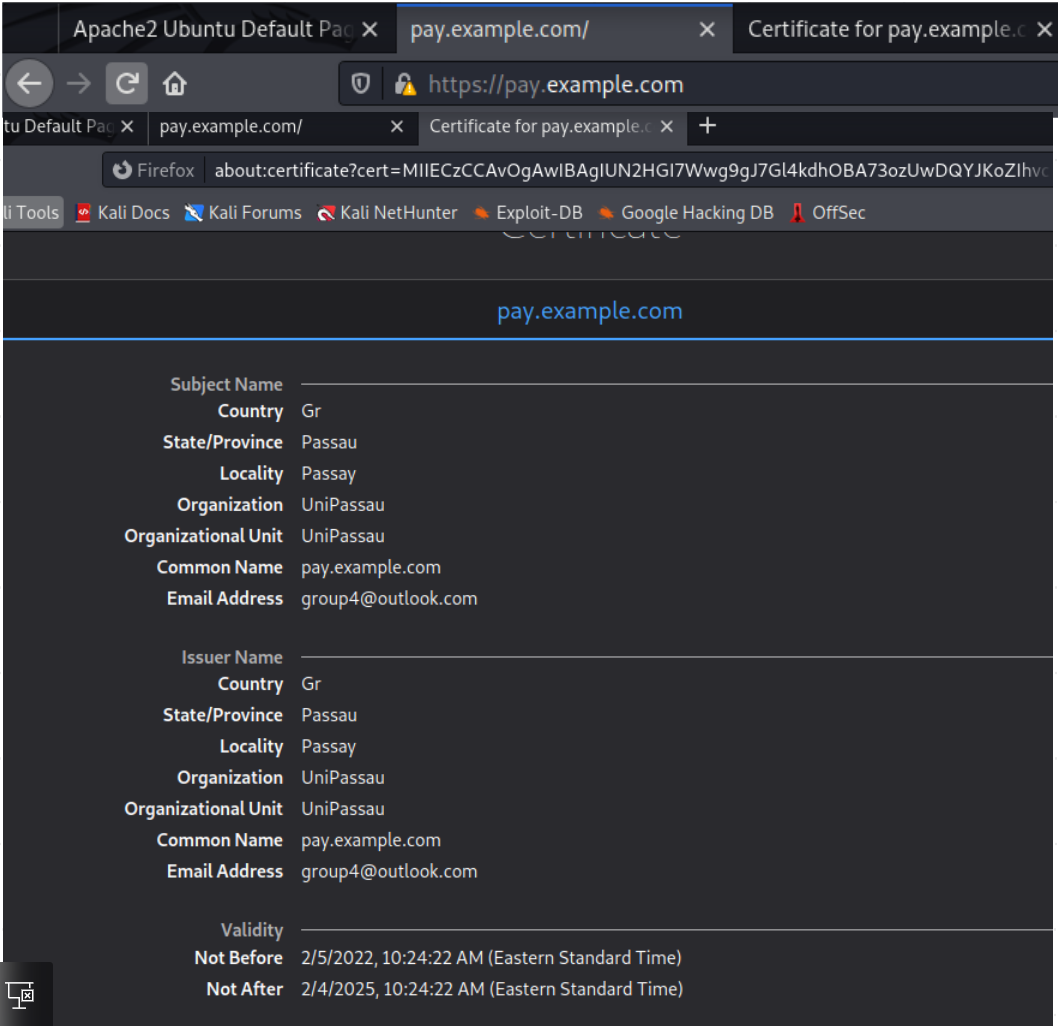 Apache2 Ubuntu Default Pag pay.example.com/ Certificate for pay.example.c
https://pay.example.com
tu Default Pag pay.example.com/ Certificate for pay.example.c
Firefox about:certificate?cert=MIIECzCCAvOgAwIBAgIUN2HGI7Wwg9gJ7Gl4kdhOBA73ozUwDQYJKoZIhvc
li Tools Kali Docs Kali Forums Kali NetHunter Exploit-DB Google Hacking DB OffSec
Certificate
pay.example.com
Subject Name
Country Gr
State/Province Passau
Locality Passay
Organization UniPassau
Organizational Unit UniPassau
Common Name pay.example.com
Email Address group4@outlook.com
Issuer Name
Country Gr
State/Province Passau
Locality Passay
Organization UniPassau
Organizational Unit UniPassau
Common Name pay.example.com
Email Address group4@outlook.com
Validity
Not Before 2/5/2022, 10:24:22 AM (Eastern Standard Time)
Not After 2/4/2025, 10:24:22 AM (Eastern Standard Time)